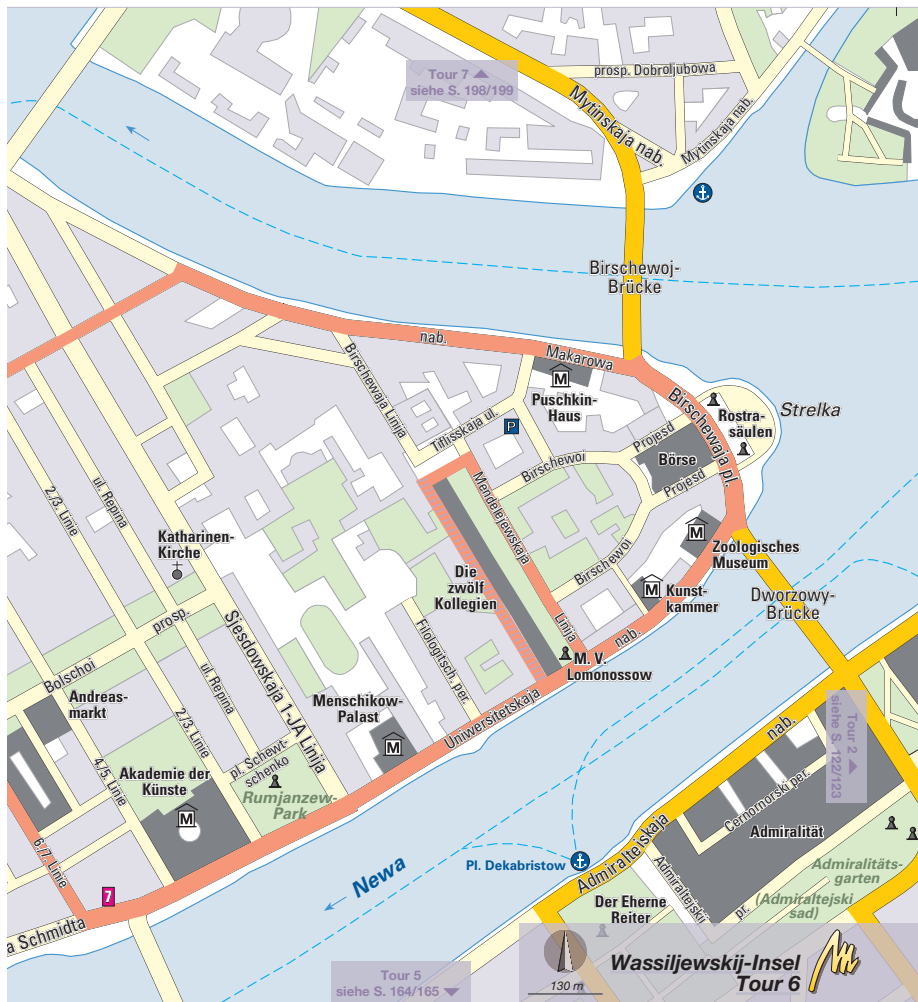 Tour 7
siehe S. 198/199
prosp. Dobroljubowa
Mytinskaja nab.
Mytinskaja nab.
Birschewoj-
Brücke
nab.
Makarowa
Birschewaja Linija
Puschkin-
Haus
Tiflisskaja ul.
P
Birschewaja pl.
Rostra-
säulen
Strelka
Projesd
Börse
Projesd
Birschewoi
Mendelejewskaja
Linija
2./3. Linie
ul. Repina
Katharinen-
Kirche
Die
zwölf
Kollegien
Birschewoi
Zoologisches
Museum
Kunst-
kammer
Dworzowy-
Brücke
nab.
M. V.
Lomonossow
Bolschoi
prosp.
Sjesdowskaja 1-JA Linija
ul. Repina
Filologitsch. per.
Andreas-
markt
Menschikow-
Palast
Uniwersitetskaja
2/3. Linie
4/5. Linie
pl. Schewt-
schenko
Akademie der
Künste
Rumjanzew-
Park
6/7. Linie
7
a Schmidta
Newa
Pl. Dekabristow
Admiraltejskaja
nab.
Tour 2
siehe S. 122/123
Cernornorski per.
Admiralität
Admiraltejskij
pr.
Admiralitäts-
garten
(Admiraltejski
sad)
Der Eherne
Reiter
Tour 5
siehe S. 164/165
130 m
Wassiljewskij-Insel
Tour 6